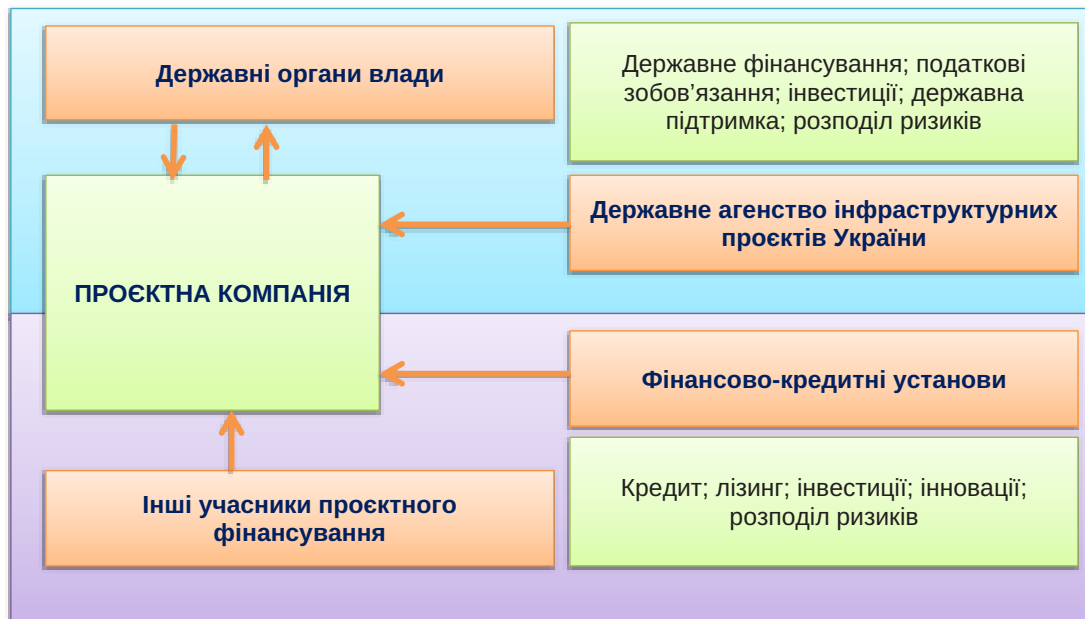 Державні органи влади
Державне фінансування; податкові
зобов’язання; інвестиції; державна
підтримка; розподіл ризиків
Державне агенство інфраструктурних
проєктів України
ПРОЄКТНА КОМПАНІЯ
Фінансово-кредитні установи
Інші учасники проєктного
фінансування
Кредит; лізинг; інвестиції; інновації;
розподіл ризиків